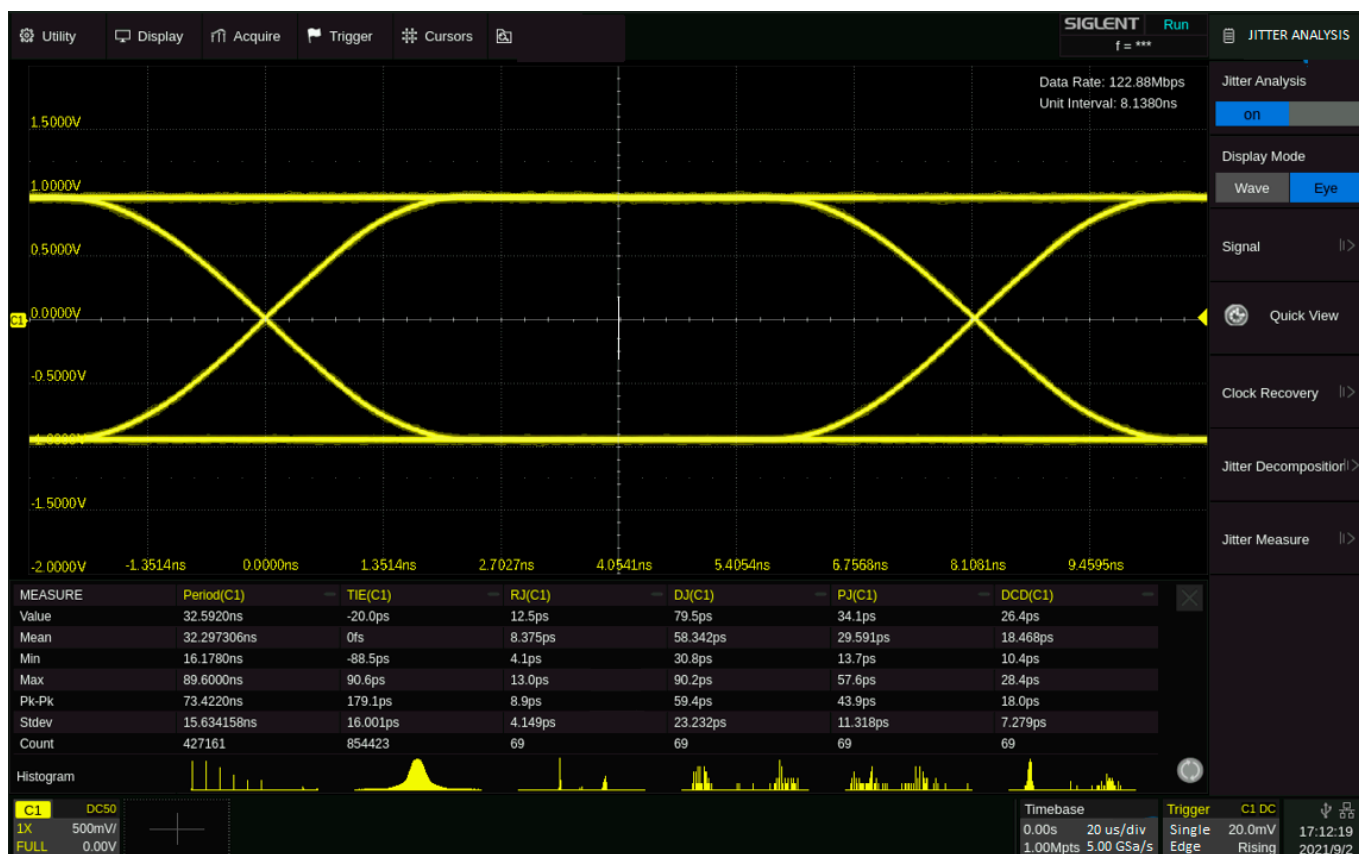 Utility Display Acquire Trigger Cursors SIGLENT Run JITTER ANALYSIS
f = ***
Data Rate: 122.88Mbps
Unit Interval: 8.1380ns
1.5000V
1.0000V
0.5000V
C1 0.0000V
-0.5000V
-1.0000V
-1.5000V
-2.0000V -1.3514ns 0.0000ns 1.3514ns 2.7027ns 4.0541ns 5.4054ns 6.7568ns 8.1081ns 9.4595ns
Jitter Analysis
on
Display Mode
Wave Eye
Signal
Quick View
Clock Recovery
Jitter Decomposition
Jitter Measure
MEASURE Period(C1) TIE(C1) RJ(C1) DJ(C1) PJ(C1) DCD(C1)
Value 32.5920ns -20.0ps 12.5ps 79.5ps 34.1ps 26.4ps
Mean 32.297306ns 0fs 8.375ps 58.342ps 29.591ps 18.468ps
Min 16.1780ns -88.5ps 4.1ps 30.8ps 13.7ps 10.4ps
Max 89.6000ns 90.6ps 13.0ps 90.2ps 57.6ps 28.4ps
Pk-Pk 73.4220ns 179.1ps 8.9ps 59.4ps 43.9ps 18.0ps
Stdev 15.634158ns 16.001ps 4.149ps 23.232ps 11.318ps 7.279ps
Count 427161 854423 69 69 69 69
Histogram
C1 DC50
1X 500mV/
FULL 0.00V
Timebase
0.00s 20 us/div
1.00Mpts 5.00 GSa/s
Trigger C1 DC
Single 20.0mV
Edge Rising
17:12:19
2021/9/2